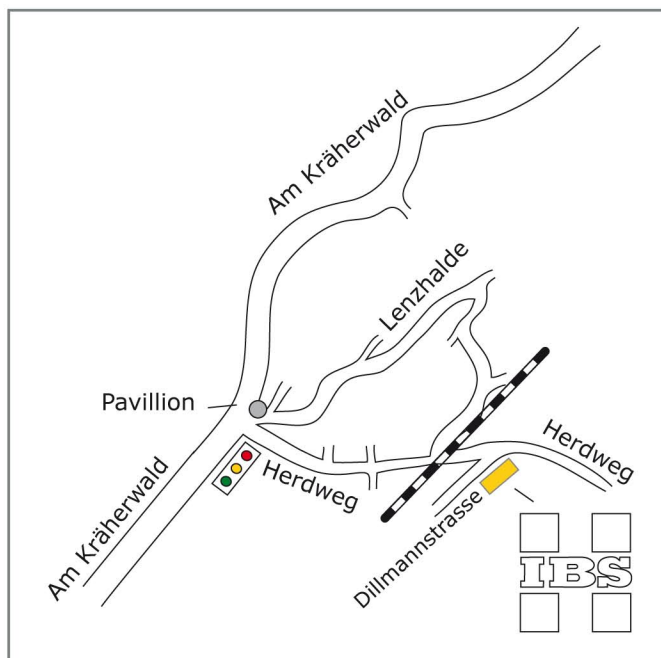 Am Kräherwald
Lenzhalde
Pavillion
Herdweg
Herdweg
Am Kräherwald
Dillmannstrasse
IBS